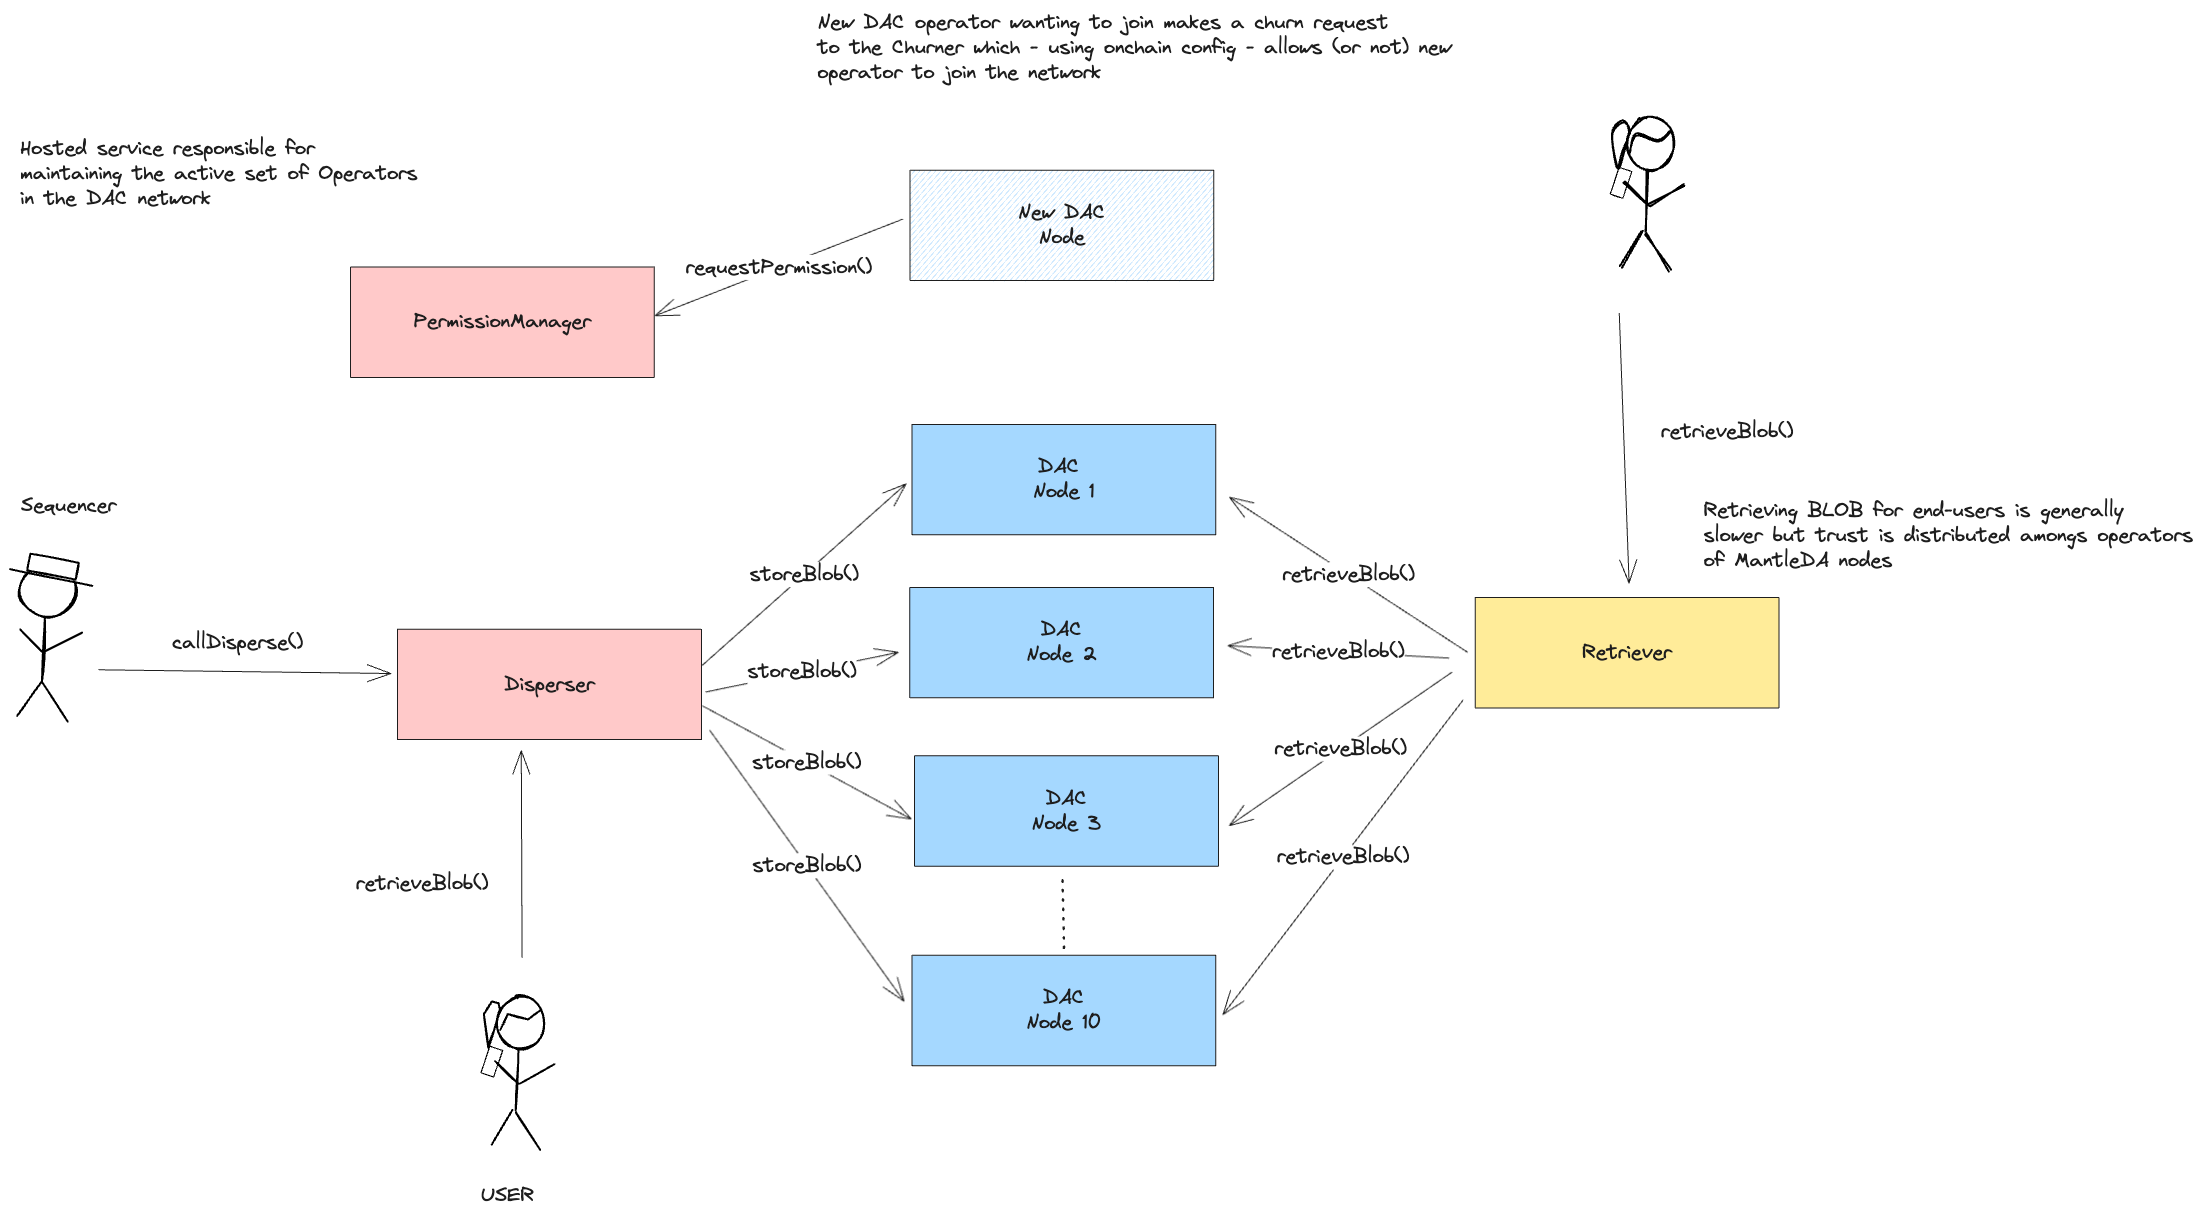 New DAC operator wanting to join makes a churn request
to the Churner which - using onchain config - allows (or not) new
operator to join the network
Hosted service responsible for
maintaining the active set of Operators
in the DAC network
New DAC
Node
requestPermission()
PermissionManager
retrieveBlob()
DAC
Node 1
Sequencer
Retrieving BLOB for end-users is generally
slower but trust is distributed amongs operators
of MantleDA nodes
storeBlob()
retrieveBlob()
callDisperse()
DAC
Node 2
storeBlob()
retrieveBlob()
Retriever
Disperser
storeBlob()
retrieveBlob()
DAC
Node 3
storeBlob()
retrieveBlob()
retrieveBlob()
DAC
Node 10
USER